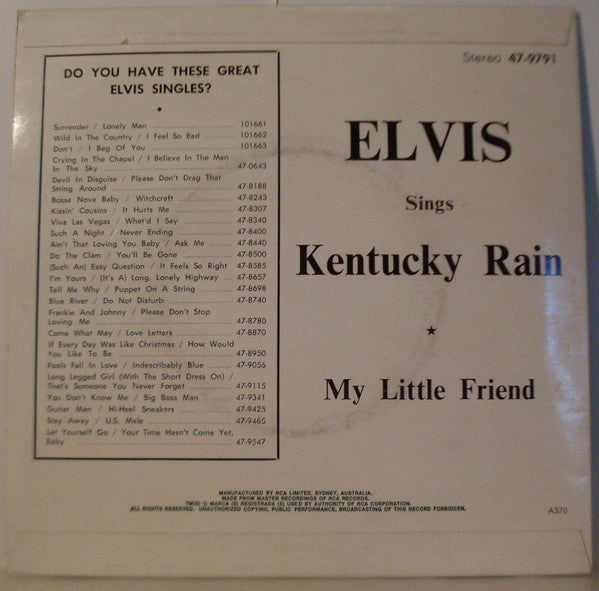 Stereo 47-9791
DO YOU HAVE THESE GREAT
ELVIS SINGLES?
•
Surrender / Lonely Man .......... 101661
Wild In The Country / I Feel So Bad .......... 101662
Don't / I Beg Of You .......... 101663
Crying In The Chapel / I Believe In The Man
In The Sky .......... 47-0643
Devil In Disguise / Please Don't Drag That
String Around .......... 47-8188
Bossa Nova Baby / Witchcraft .......... 47-8243
Kissin' Cousins / It Hurts Me .......... 47-8307
Viva Las Vegas / What'd I Say .......... 47-8340
Such A Night / Never Ending .......... 47-8400
Ain't That Loving You Baby / Ask Me .......... 47-8440
Do The Clam / You'll Be Gone .......... 47-8500
(Such An) Easy Question / It Feels So Right 47-8585
I'm Yours / (It's A) Long, Lonely Highway .... 47-8657
Tell Me Why / Puppet On A String .......... 47-8698
Blue River / Do Not Disturb .......... 47-8740
Frankie And Johnny / Please Don't Stop
Loving Me .......... 47-8780
Come What May / Love Letters .......... 47-8870
If Every Day Was Like Christmas / How Would
You Like To Be .......... 47-8950
Fools Fall In Love / Indescribably Blue .......... 47-9056
Long Legged Girl (With The Short Dress On) /
That's Someone You Never Forget .......... 47-9115
You Don't Know Me / Big Boss Man .......... 47-9341
Guitar Man / Hi-Heel Sneakers .......... 47-9425
Stay Away / U.S. Male .......... 47-9465
Let Yourself Go / Your Time Hasn't Come Yet,
Baby .......... 47-9547
ELVIS
Sings
Kentucky Rain
★
My Little Friend
MANUFACTURED BY RCA LIMITED, SYDNEY, AUSTRALIA.
MADE FROM MASTER RECORDINGS OF RCA RECORDS.
TM(S) ® MARCA (S) REGISTRADA (S) USED BY AUTHORITY OF RCA CORPORATION.
ALL RIGHTS RESERVED. UNAUTHORIZED COPYING, PUBLIC PERFORMANCE, BROADCASTING OF THIS RECORD FORBIDDEN.
A370